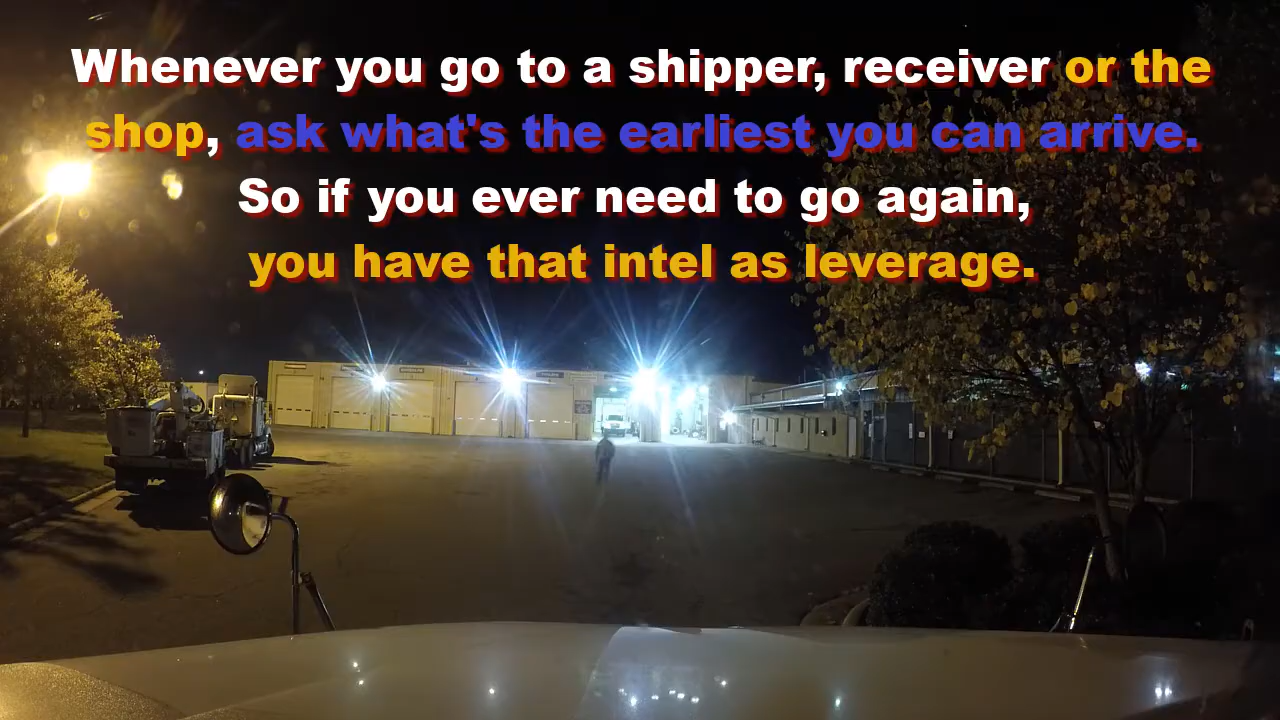 Whenever you go to a shipper, receiver or the
shop, ask what's the earliest you can arrive.
So if you ever need to go again,
you have that intel as leverage.